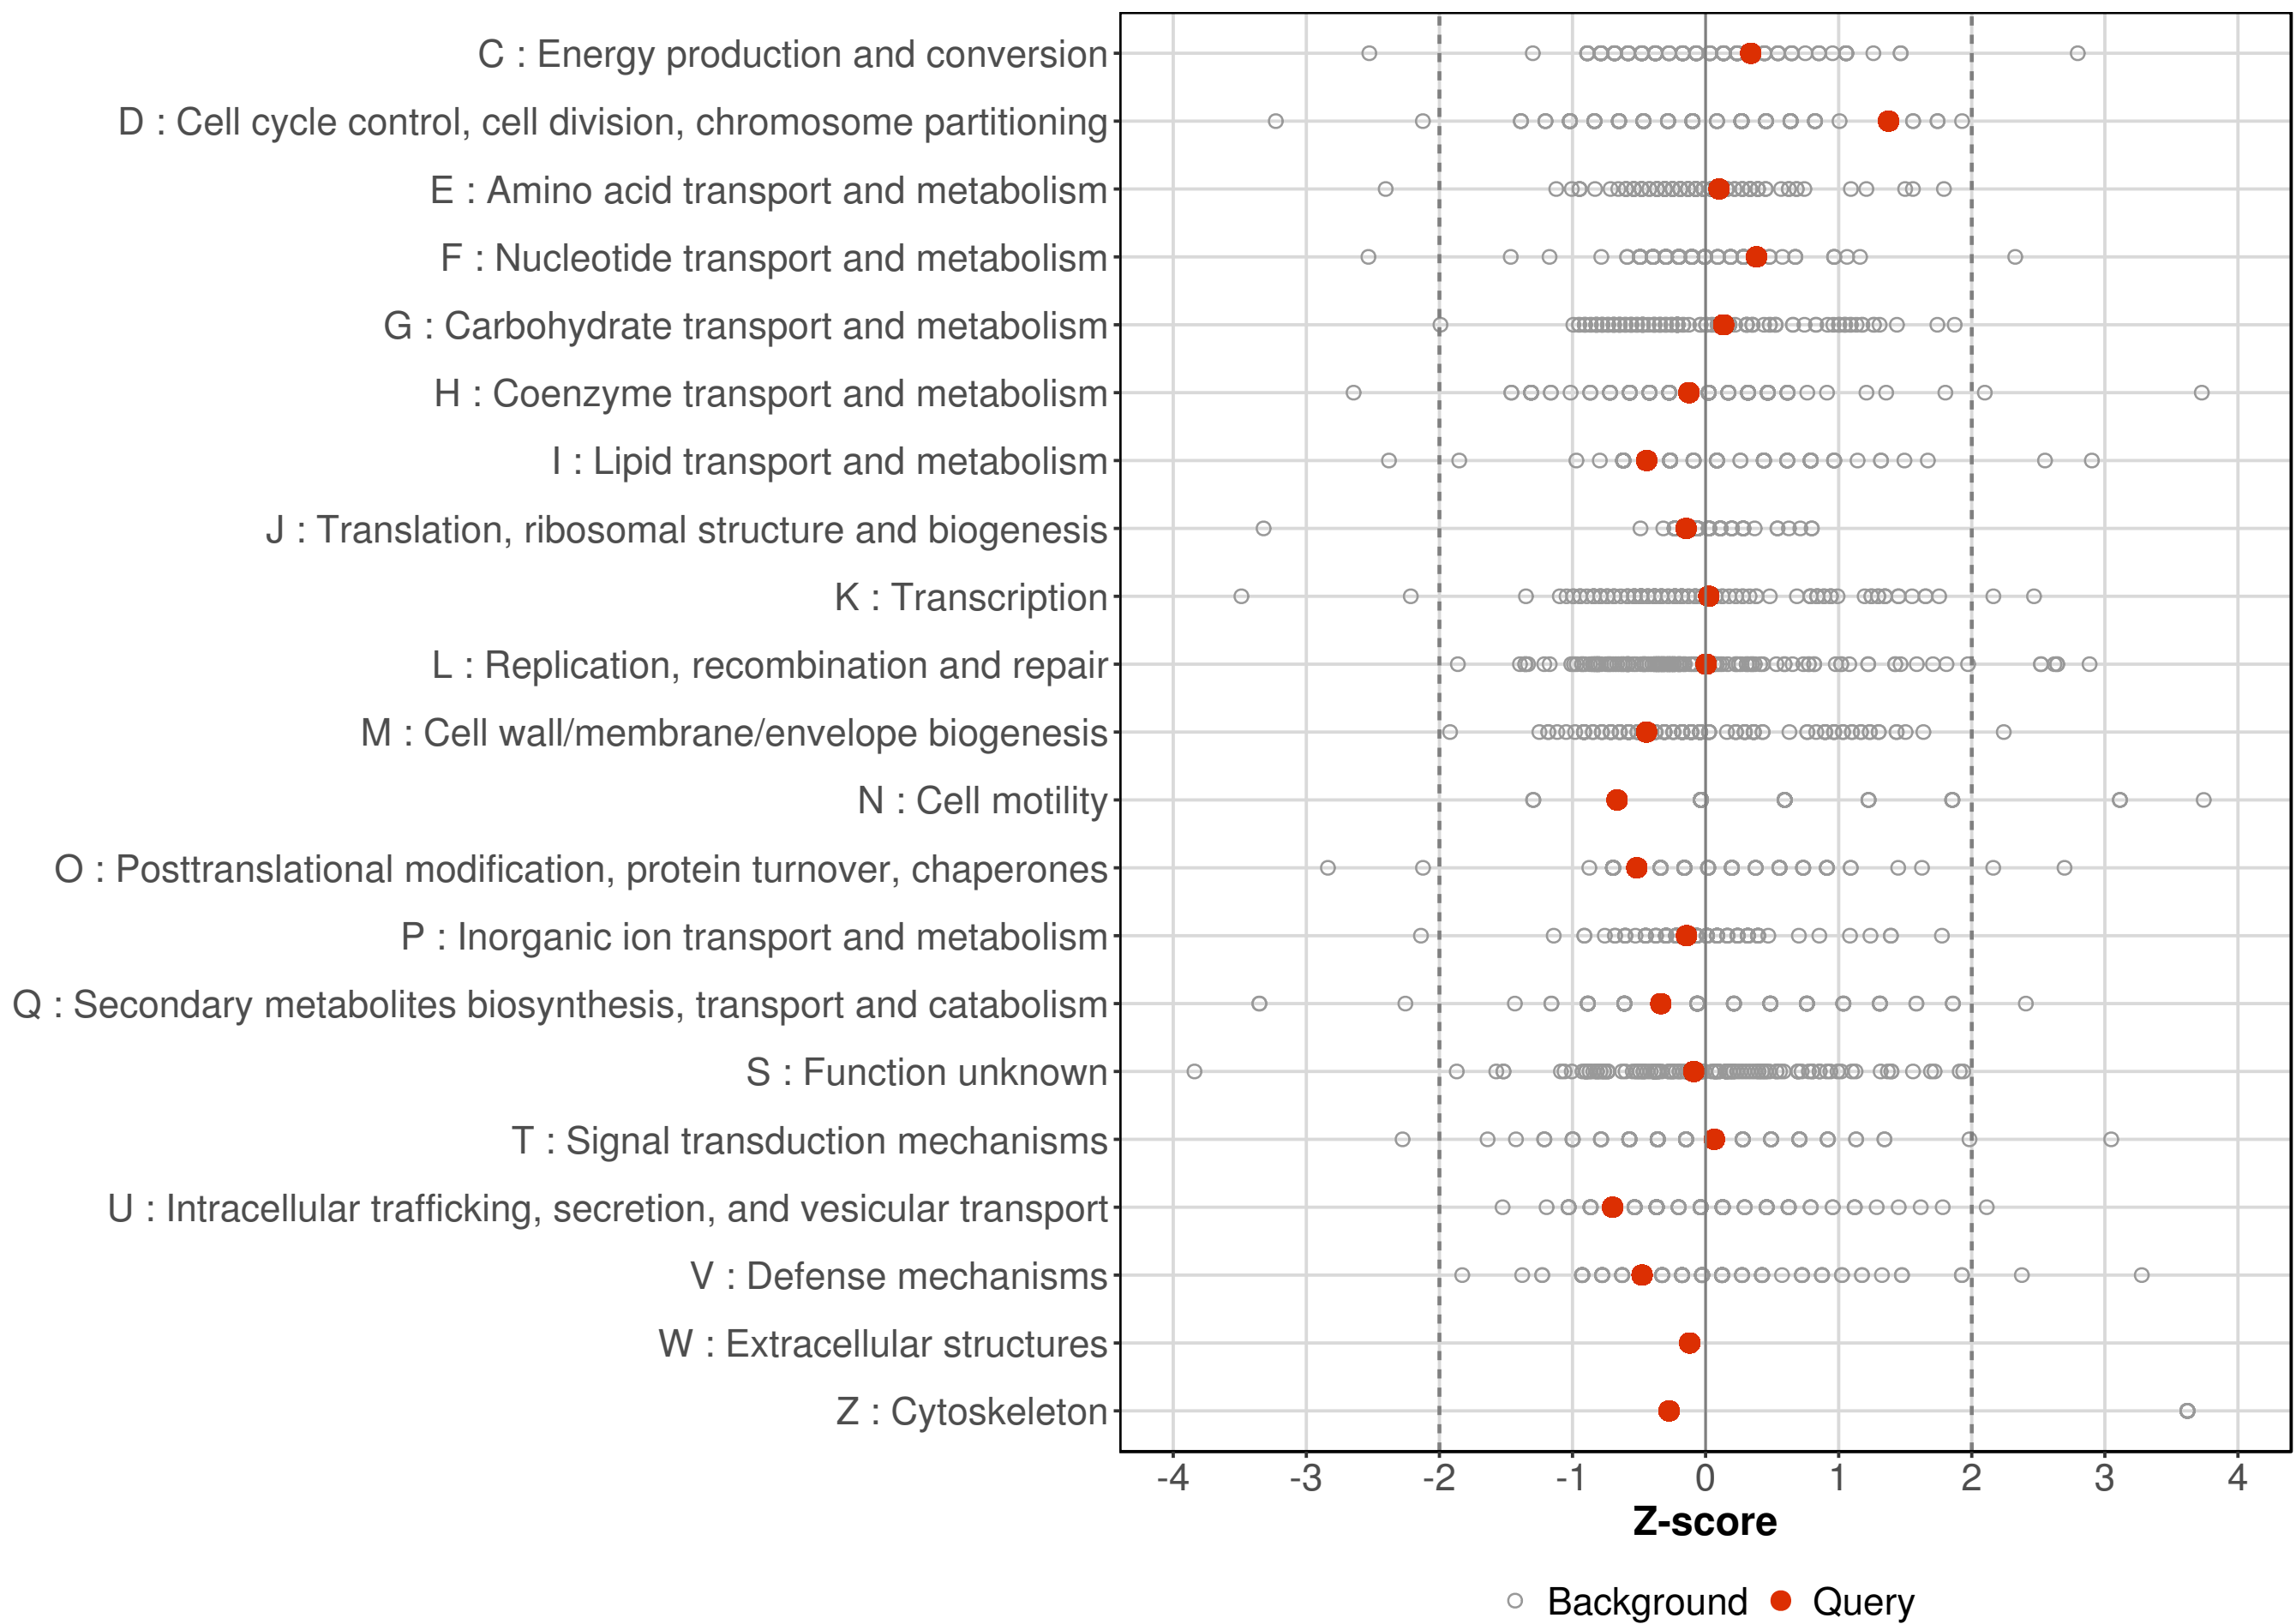 C : Energy production and conversion
D : Cell cycle control, cell division, chromosome partitioning
E : Amino acid transport and metabolism
F : Nucleotide transport and metabolism
G : Carbohydrate transport and metabolism
H : Coenzyme transport and metabolism
I : Lipid transport and metabolism
J : Translation, ribosomal structure and biogenesis
K : Transcription
L : Replication, recombination and repair
M : Cell wall/membrane/envelope biogenesis
N : Cell motility
O : Posttranslational modification, protein turnover, chaperones
P : Inorganic ion transport and metabolism
Q : Secondary metabolites biosynthesis, transport and catabolism
S : Function unknown
T : Signal transduction mechanisms
U : Intracellular trafficking, secretion, and vesicular transport
V : Defense mechanisms
W : Extracellular structures
Z : Cytoskeleton
-4 -3 -2 -1 0 1 2 3 4
Z-score
Background Query